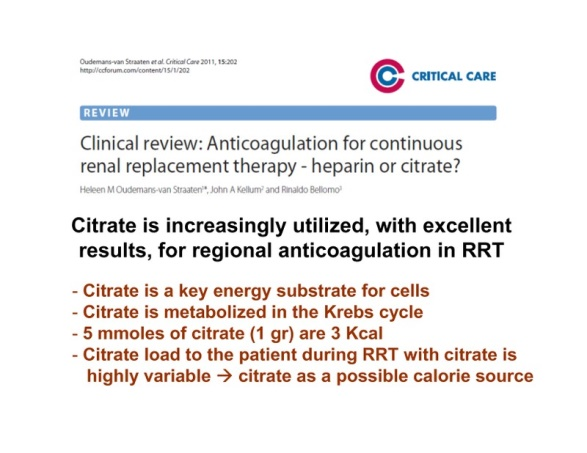 Oudemans-van Straaten et al. Critical Care 2011, 15:202
http://ccforum.com/content/15/1/202
CRITICAL CARE
REVIEW
Clinical review: Anticoagulation for continuous
renal replacement therapy - heparin or citrate?
Heleen M Oudemans-van Straaten¹*, John A Kellum² and Rinaldo Bellomo³
Citrate is increasingly utilized, with excellent
results, for regional anticoagulation in RRT
- Citrate is a key energy substrate for cells
- Citrate is metabolized in the Krebs cycle
- 5 mmoles of citrate (1 gr) are 3 Kcal
- Citrate load to the patient during RRT with citrate is
highly variable → citrate as a possible calorie source